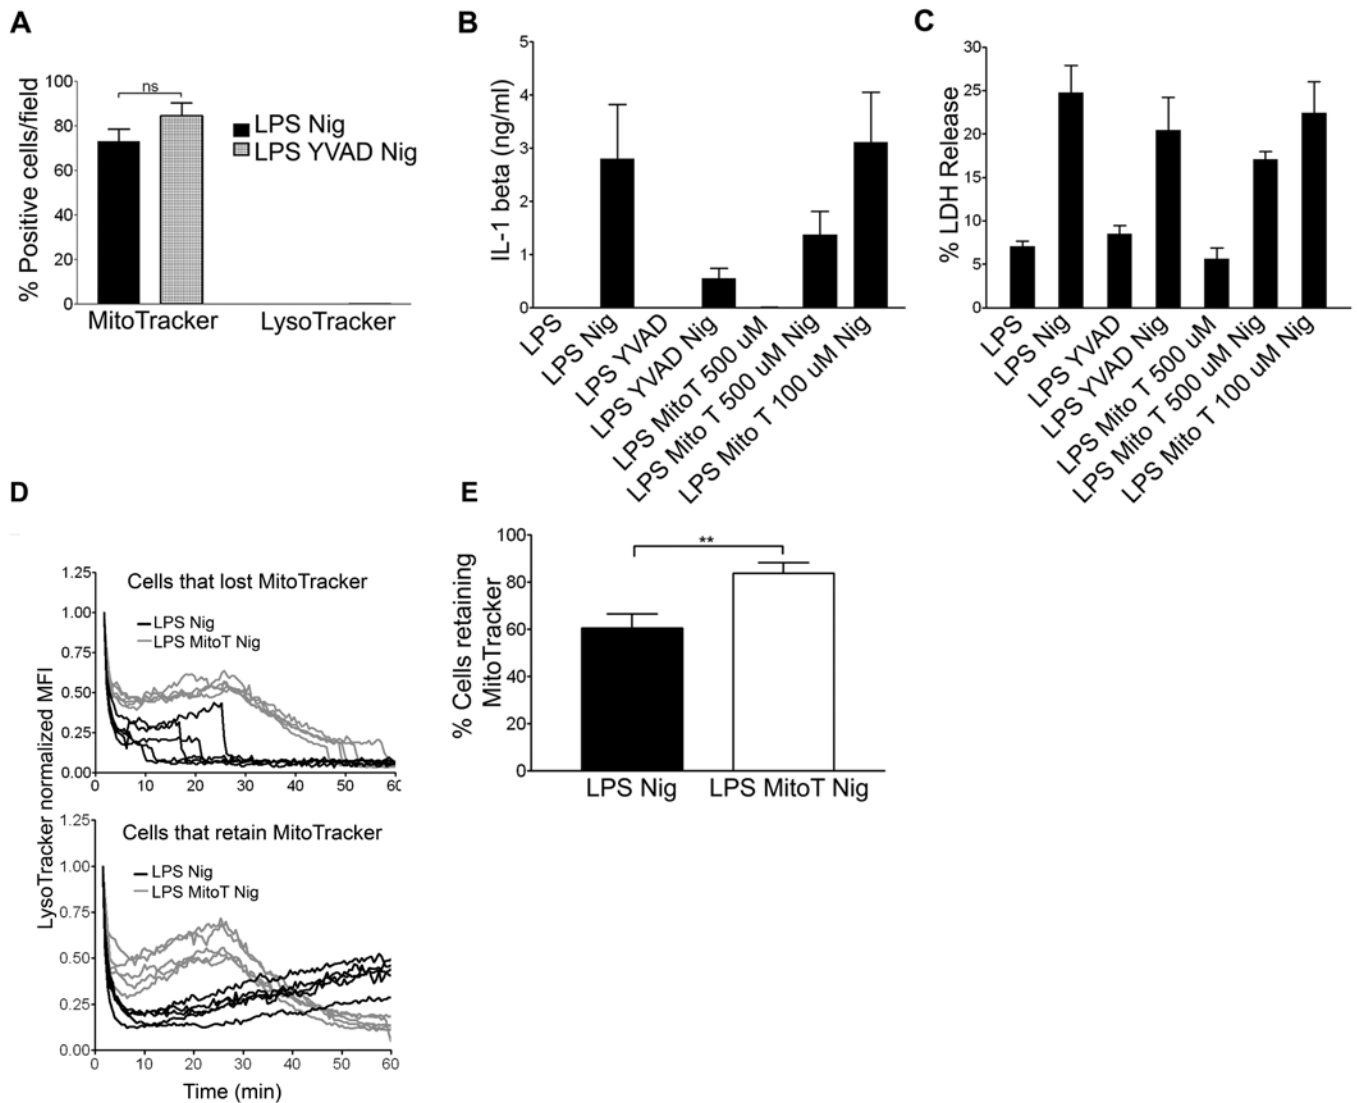 A
% Positive cells/field
100
80
60
40
20
0
ns
LPS Nig
LPS YVAD Nig
MitoTracker
LysoTracker
B
IL-1 beta (ng/ml)
5
4
3
2
1
0
LPS
LPS Nig
LPS YVAD
LPS YVAD Nig
LPS MitoT 500 uM
LPS Mito T 500 uM Nig
LPS Mito T 100 uM Nig
C
% LDH Release
30
25
20
15
10
5
0
LPS
LPS Nig
LPS YVAD
LPS YVAD Nig
LPS Mito T 500 uM
LPS Mito T 500 uM Nig
LPS Mito T 100 uM Nig
D
LysoTracker normalized MFI
1.25
1.00
0.75
0.50
0.25
0.00
Cells that lost MitoTracker
LPS Nig
LPS MitoT Nig
0 10 20 30 40 50 60
1.25
1.00
0.75
0.50
0.25
0.00
Cells that retain MitoTracker
LPS Nig
LPS MitoT Nig
0 10 20 30 40 50 60
Time (min)
E
% Cells retaining
MitoTracker
100
80
60
40
20
0
**
LPS Nig
LPS MitoT Nig